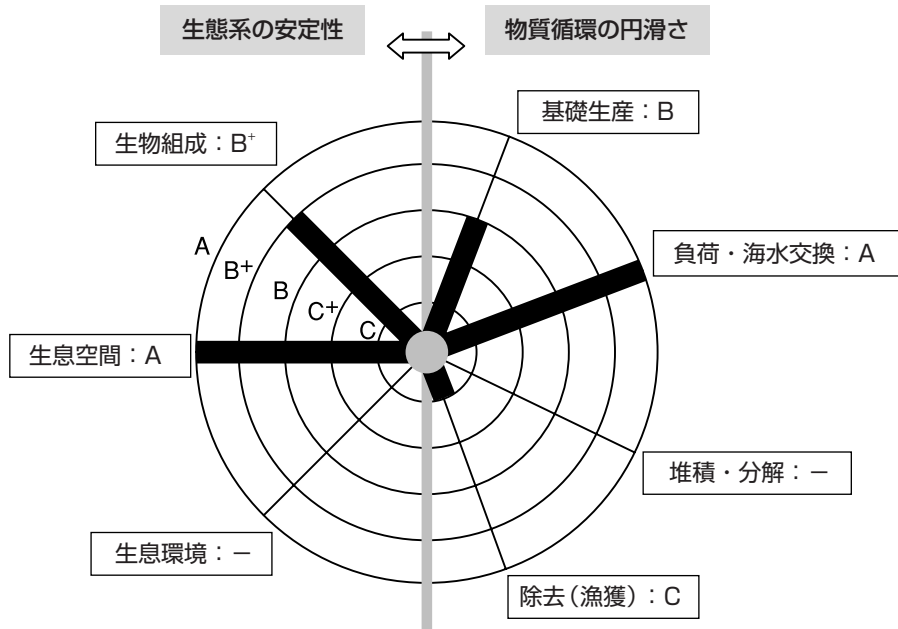 生態系の安定性
物質循環の円滑さ
基礎生産：B
生物組成：B⁺
負荷・海水交換：A
A
B+
B
C+
C
生息空間：A
堆積・分解：－
生息環境：－
除去（漁獲）：C